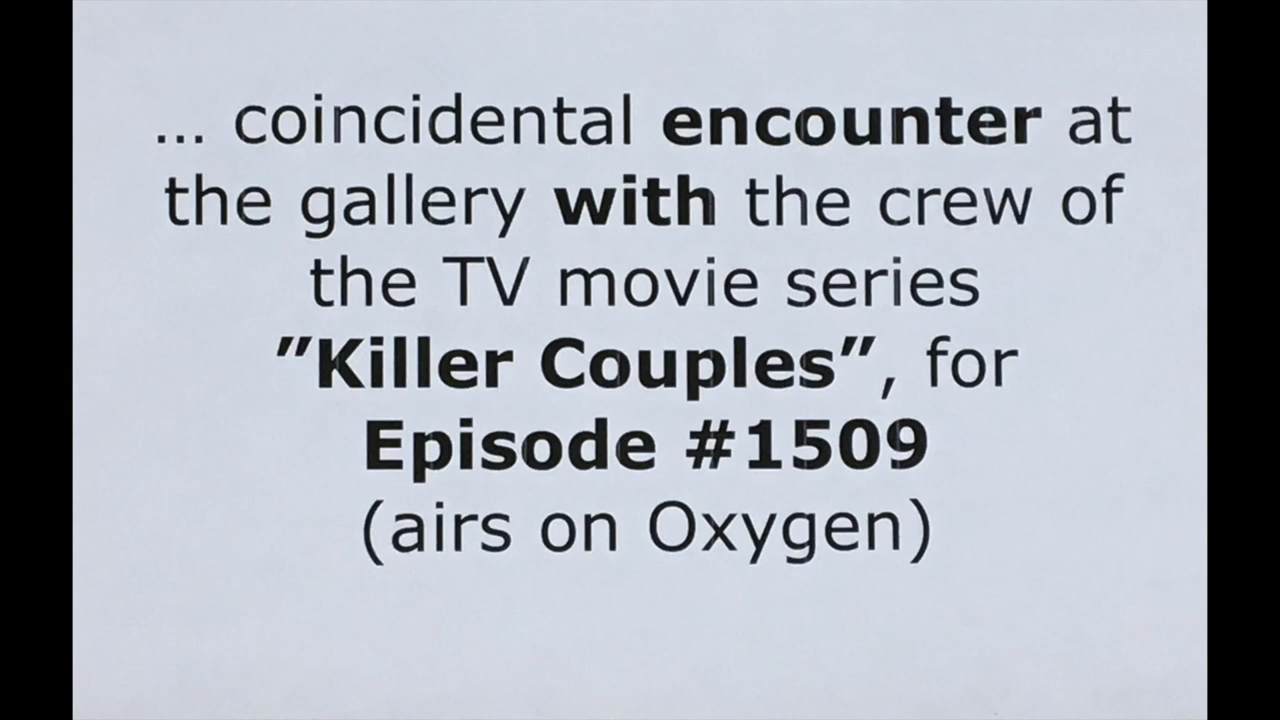 ... coincidental encounter at
the gallery with the crew of
the TV movie series
”Killer Couples”, for
Episode #1509
(airs on Oxygen)